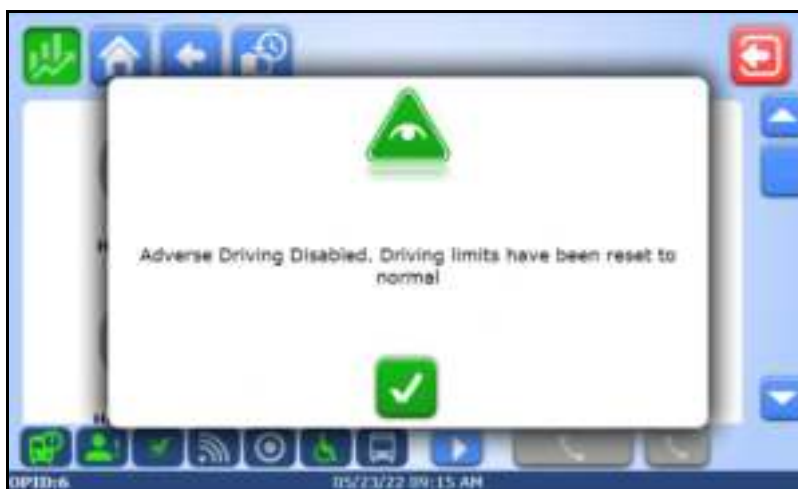 Adverse Driving Disabled. Driving limits have been reset to
normal
OPID:6
05/23/22 09:15 AM